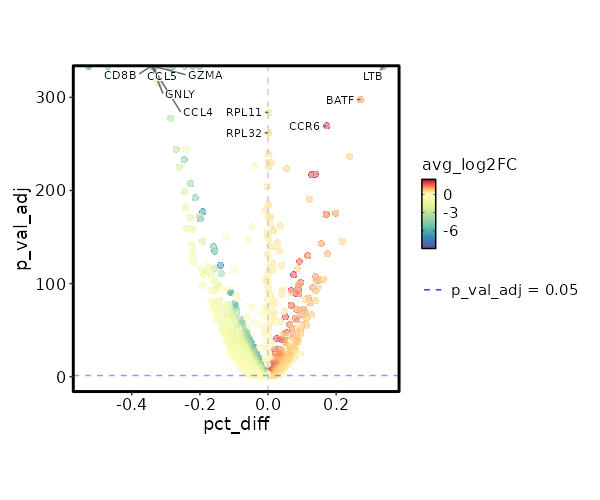 CD8B
CCL5
GZMA
LTB
GNLY
BATF
CCL4
RPL11
CCR6
RPL32
300
200
100
0
p_val_adj
-0.4
-0.2
0.0
0.2
pct_diff
avg_log2FC
0
-3
-6
p_val_adj = 0.05